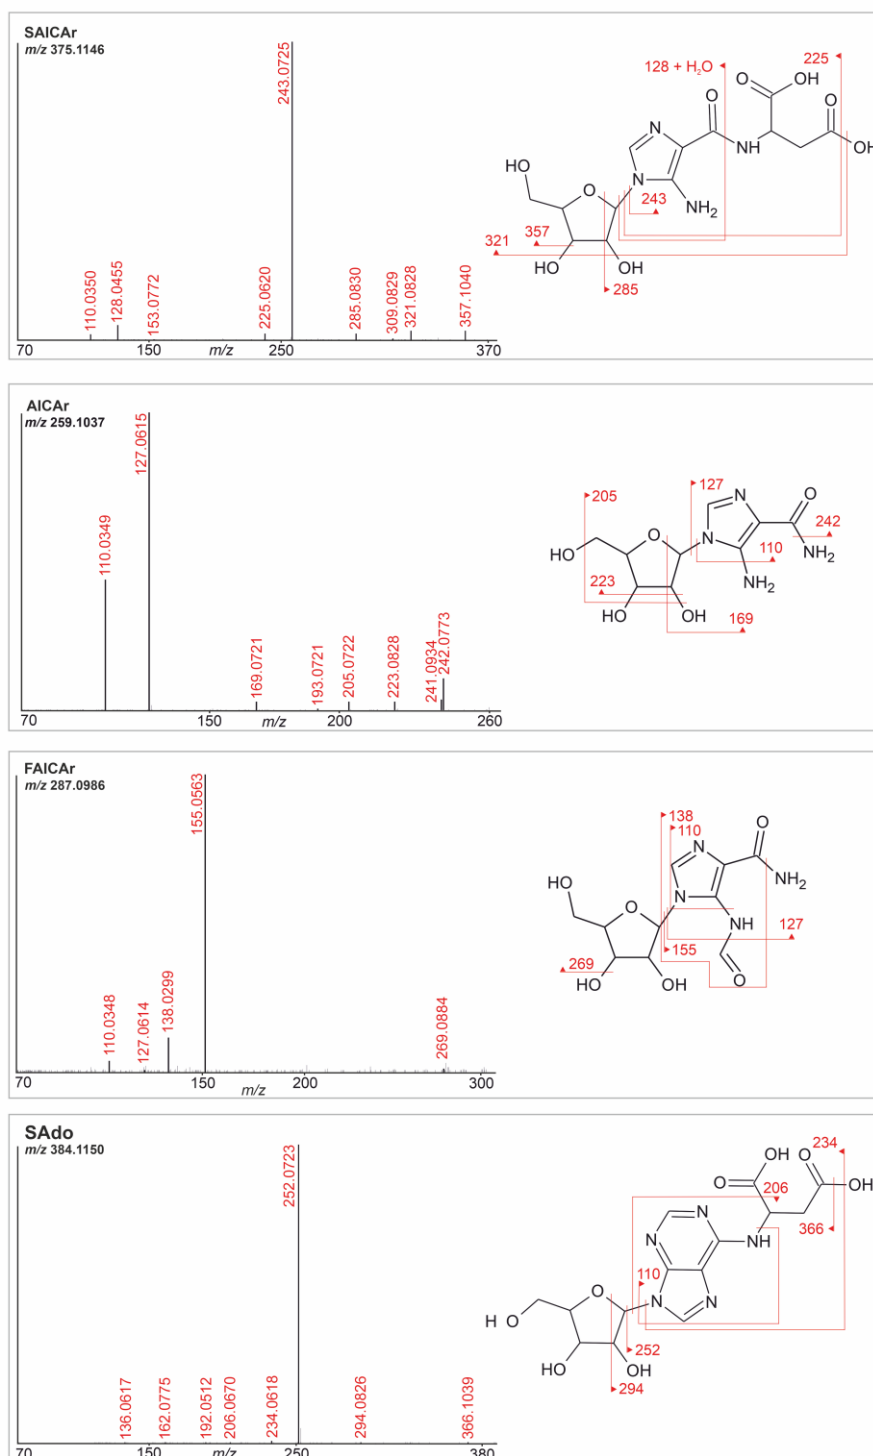 SAICAr
m/z 375.1146
110.0350
128.0455
153.0772
225.0620
243.0725
285.0830
309.0829
321.0828
357.1040
70 150 m/z 250 370
128 + H2O
225
O OH
O
O
OH
N
NH
HO
O
N
NH2
243
357
321
HO OH
285
AICAr
m/z 259.1037
110.0349
127.0615
169.0721
193.0721
205.0722
223.0828
241.0934
242.0773
70 150 m/z 200 260
205
127
N
O
242
O
N
NH2
HO
110
NH2
223
HO OH
169
FAICAr
m/z 287.0986
110.0348
127.0614
138.0299
155.0563
269.0884
70 150 m/z 200 300
138
110
O
N
NH2
HO
O
N
NH
127
155
269
HO OH
O
SAdo
m/z 384.1150
136.0617
162.0775
192.0512
206.0670
234.0618
252.0723
294.0826
366.1039
70 150 m/z 250 380
234
OH O
O OH
206
366
N
N
NH
110
O
N N
H O
252
HO OH
294